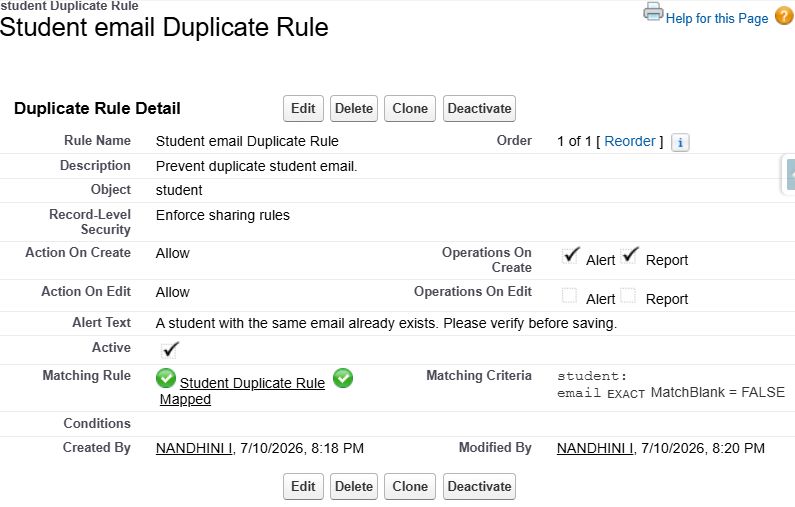 student Duplicate Rule
Student email Duplicate Rule
Help for this Page
Duplicate Rule Detail Edit Delete Clone Deactivate
Rule Name Student email Duplicate Rule Order 1 of 1 [ Reorder ] i
Description Prevent duplicate student email.
Object student
Record-Level Security Enforce sharing rules
Action On Create Allow Operations On Create Alert Report
Action On Edit Allow Operations On Edit Alert Report
Alert Text A student with the same email already exists. Please verify before saving.
Active
Matching Rule Student Duplicate Rule Mapped Matching Criteria student: email EXACT MatchBlank = FALSE
Conditions
Created By NANDHINI I, 7/10/2026, 8:18 PM Modified By NANDHINI I, 7/10/2026, 8:20 PM
Edit Delete Clone Deactivate